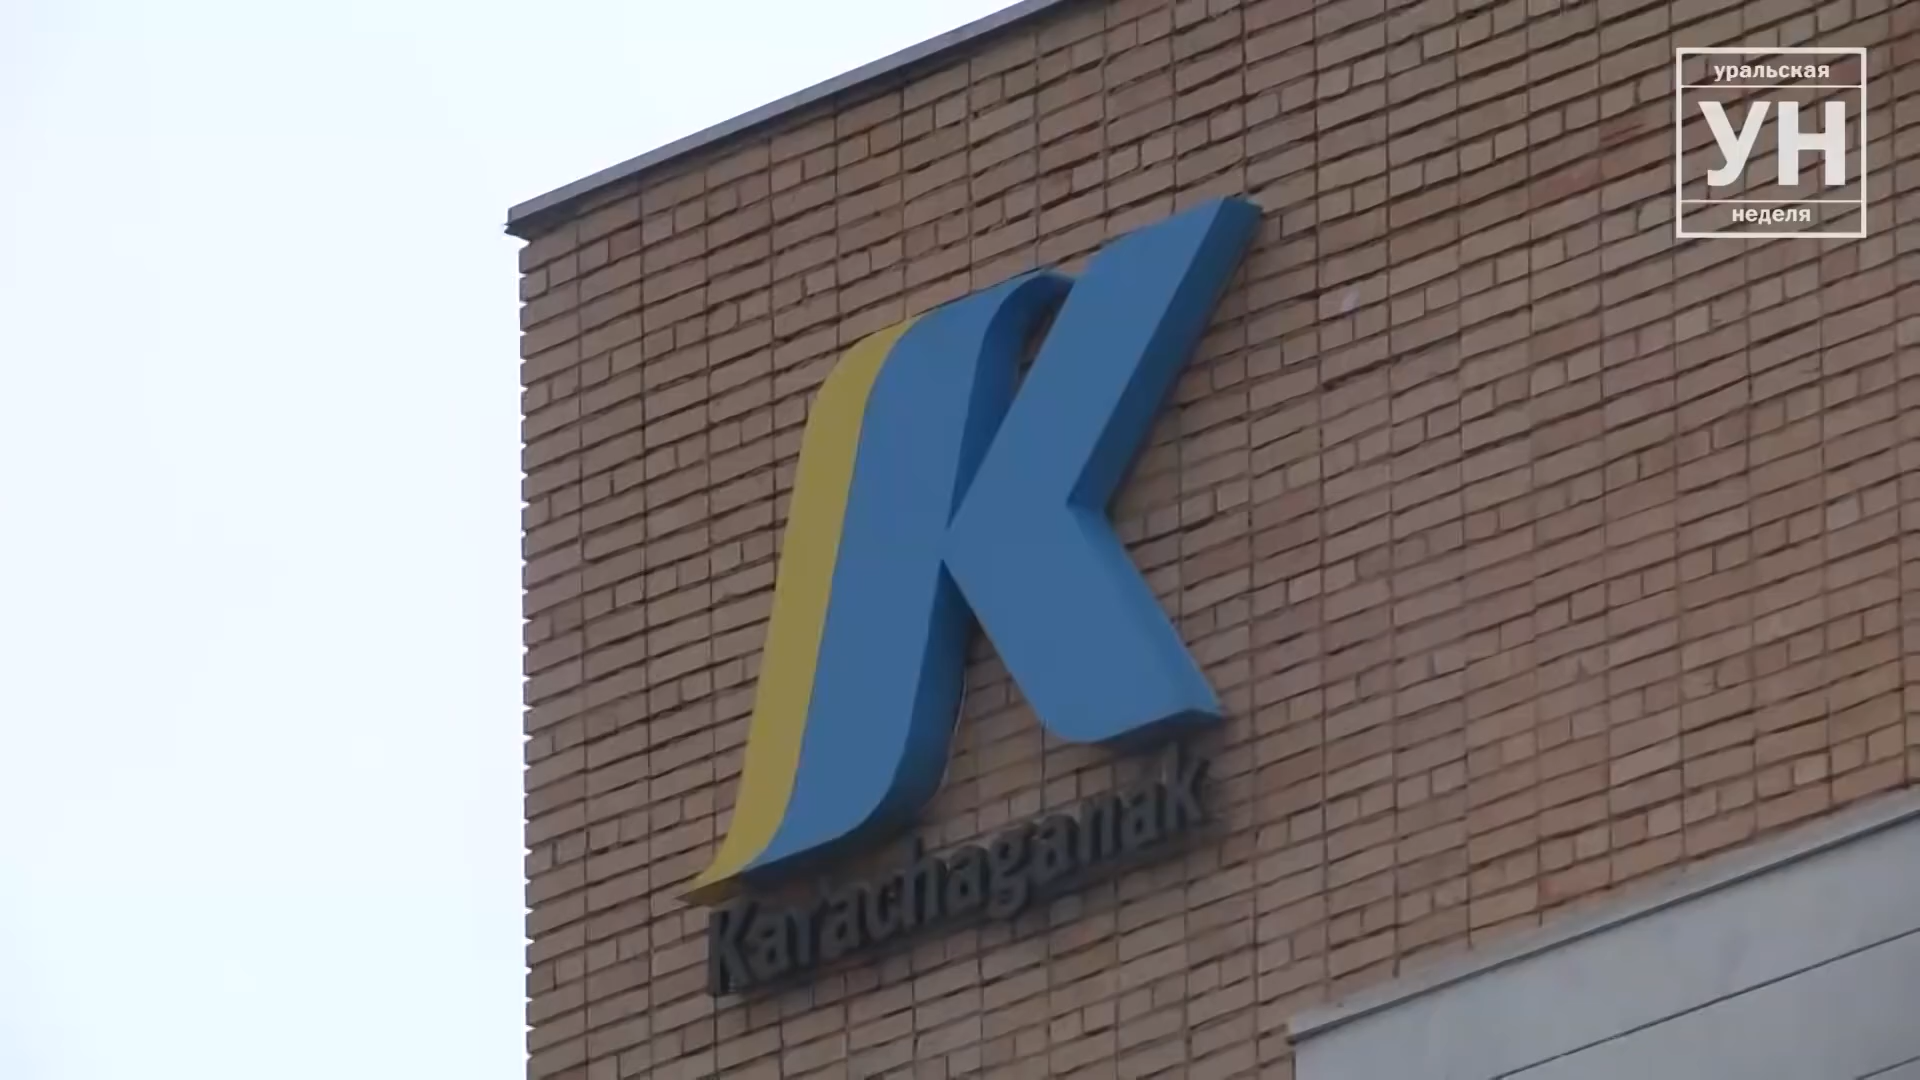 уральская
УН
неделя
K
Karachaganak